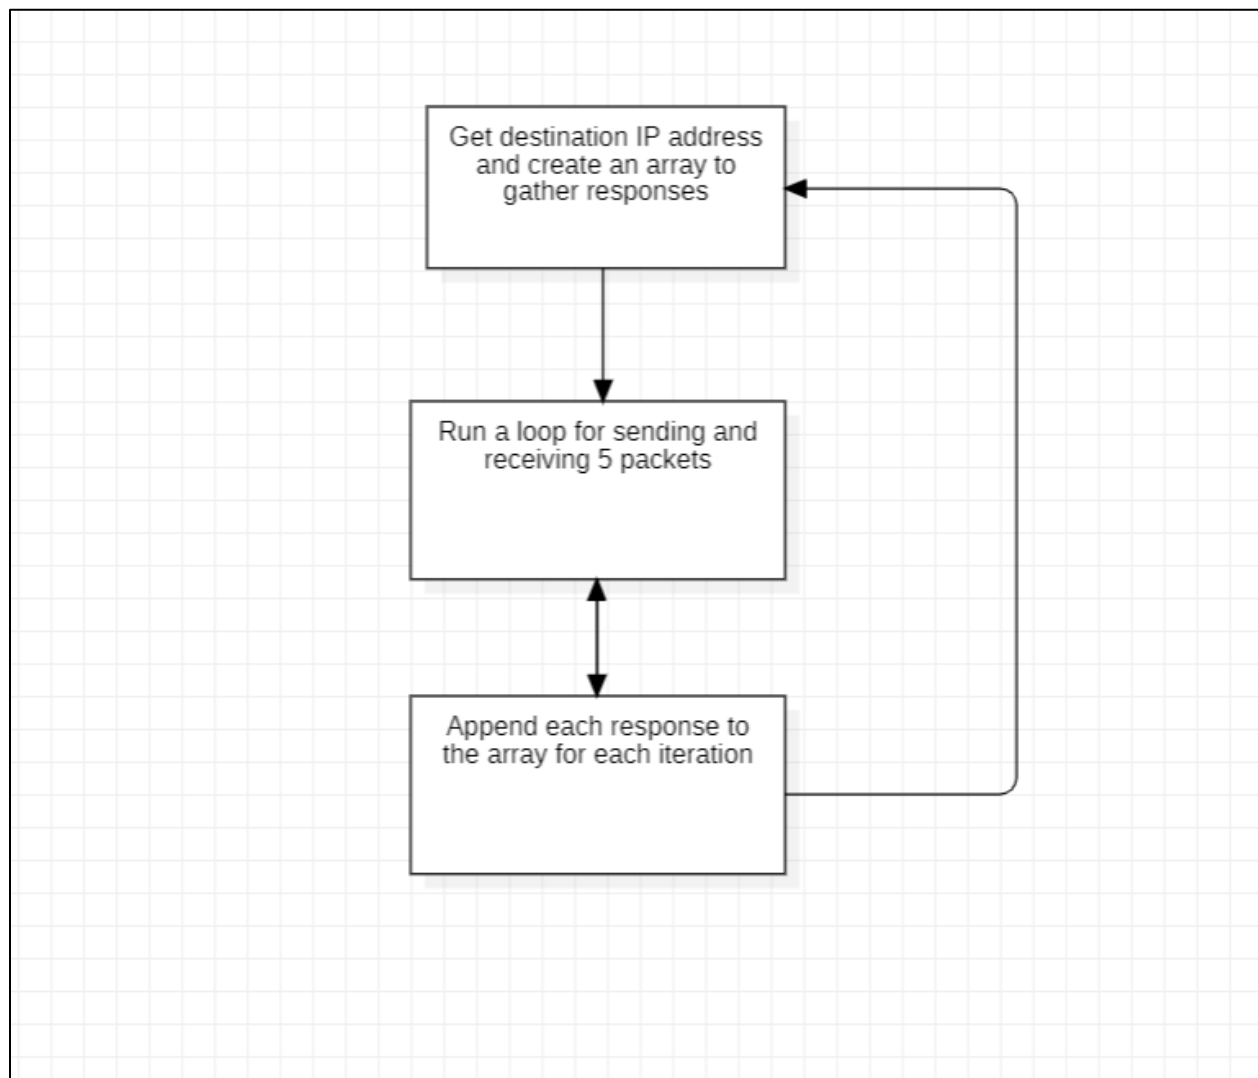 Get destination IP address
and create an array to
gather responses
Run a loop for sending and
receiving 5 packets
Append each response to
the array for each iteration